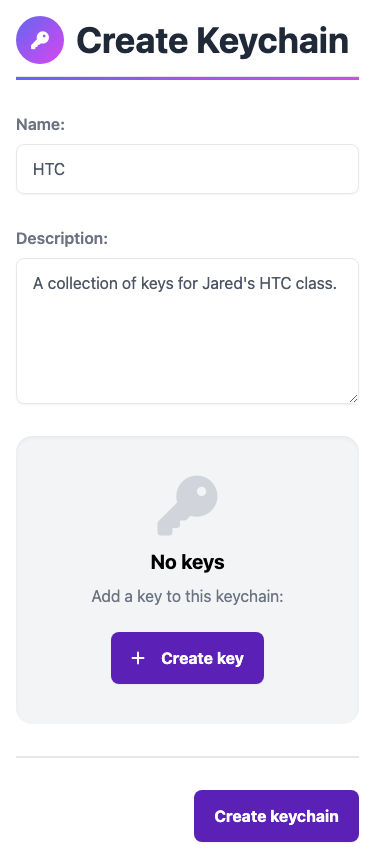 Create Keychain
Name:
HTC
Description:
A collection of keys for Jared's HTC class.
No keys
Add a key to this keychain:
+ Create key
Create keychain